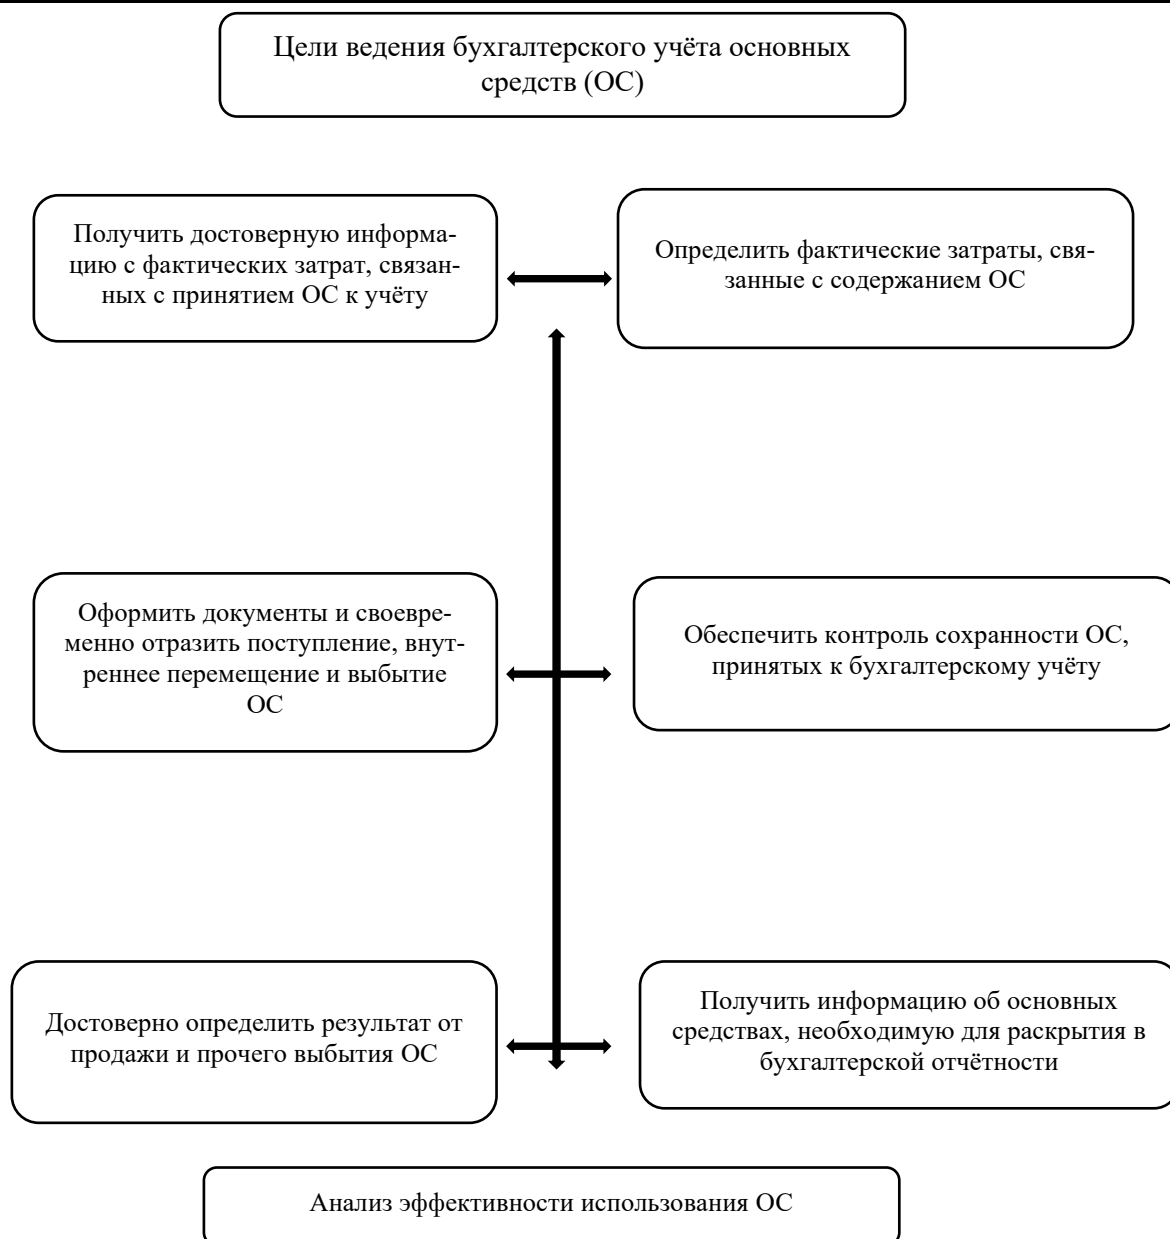 Цели ведения бухгалтерского учёта основных
средств (ОС)
Получить достоверную информа-
цию с фактических затрат, связан-
ных с принятием ОС к учёту
Определить фактические затраты, свя-
занные с содержанием ОС
Оформить документы и своевре-
менно отразить поступление, внут-
реннее перемещение и выбытие
ОС
Обеспечить контроль сохранности ОС,
принятых к бухгалтерскому учёту
Достоверно определить результат от
продажи и прочего выбытия ОС
Получить информацию об основных
средствах, необходимую для раскрытия в
бухгалтерской отчётности
Анализ эффективности использования ОС